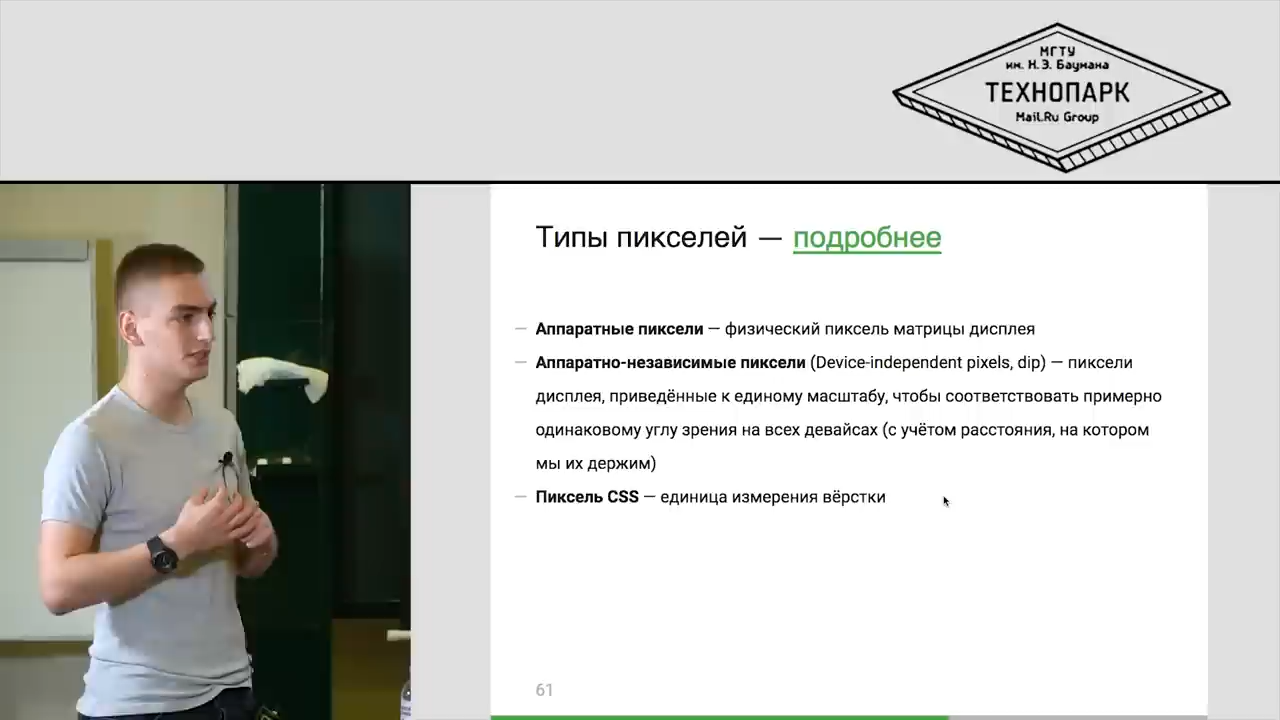 МГТУ
им. Н.Э. Баумана
ТЕХНОПАРК
Mail.Ru Group
Типы пикселей — подробнее
— Аппаратные пиксели — физический пиксель матрицы дисплея
— Аппаратно-независимые пиксели (Device-independent pixels, dip) — пиксели
дисплея, приведённые к единому масштабу, чтобы соответствовать примерно
одинаковому углу зрения на всех девайсах (с учётом расстояния, на котором
мы их держим)
— Пиксель CSS — единица измерения вёрстки
61